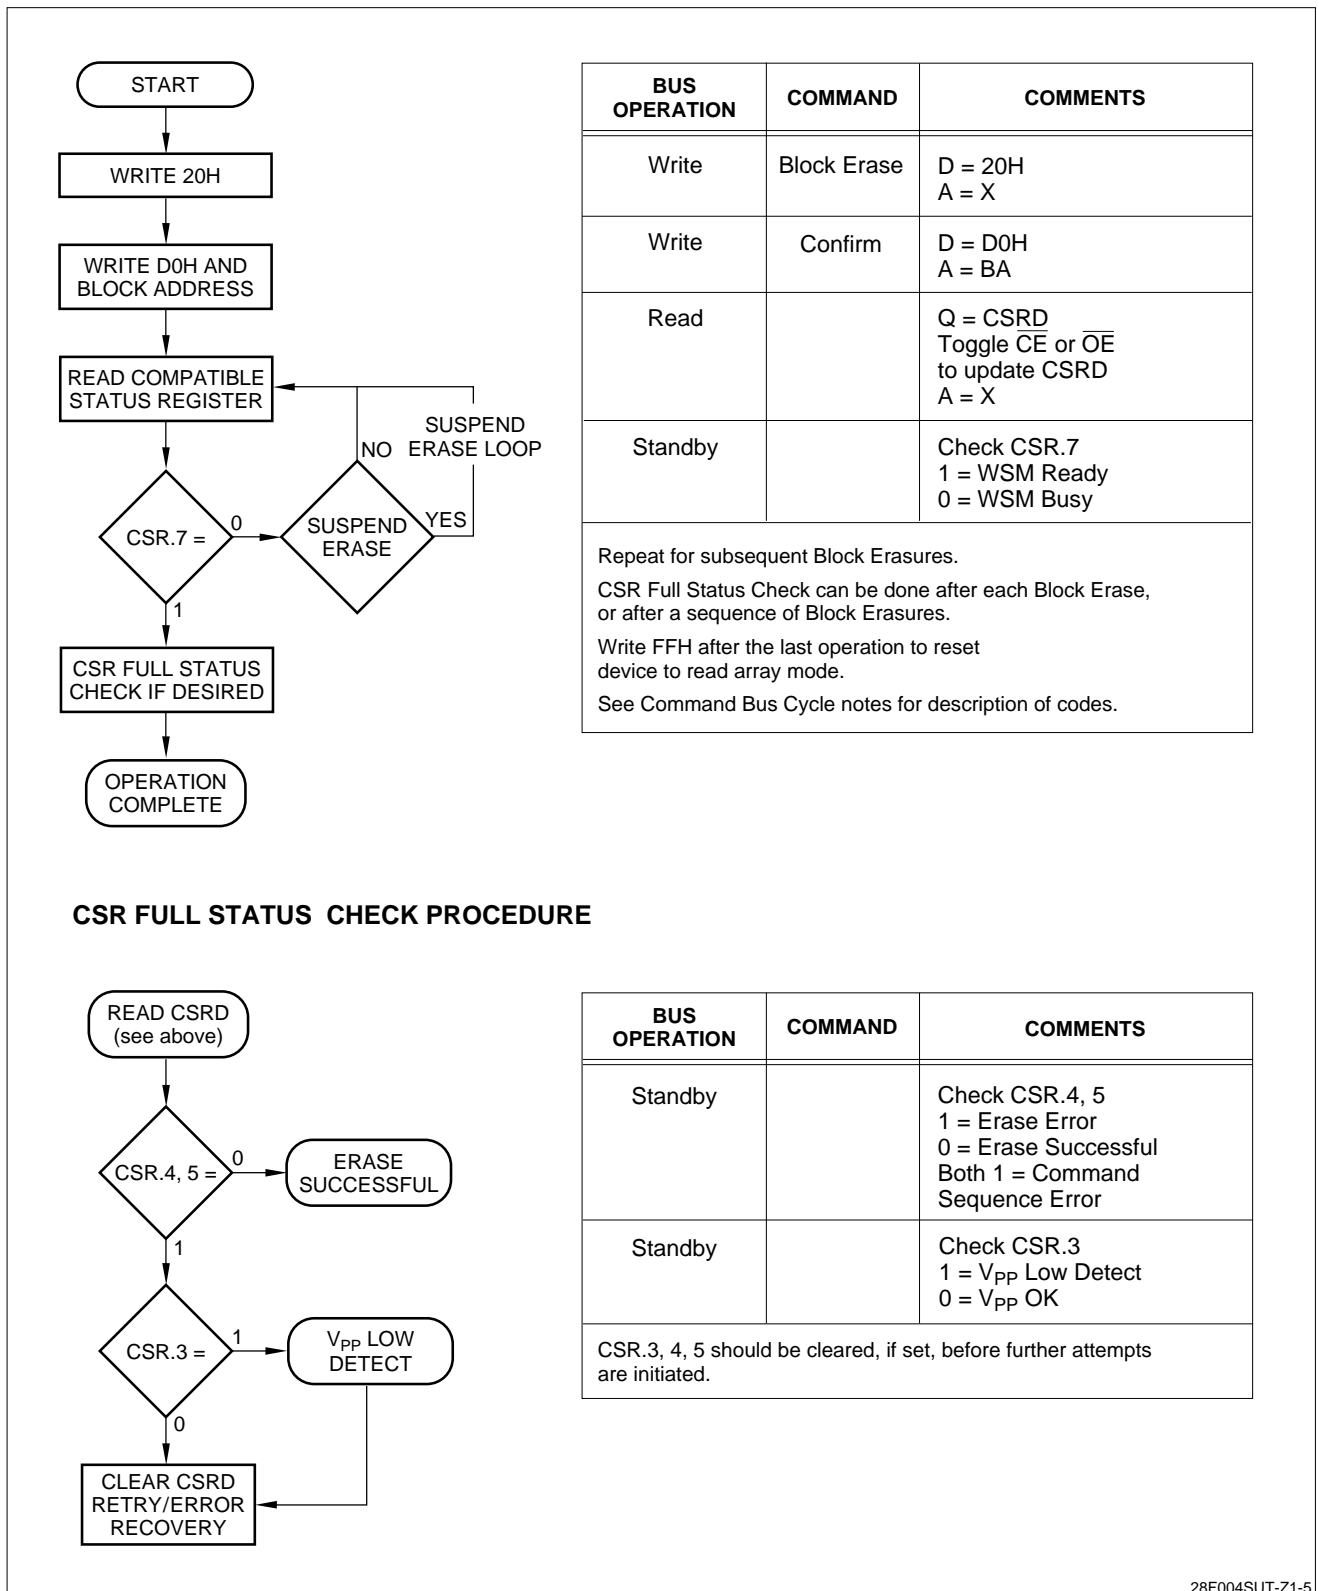 START
WRITE 20H
WRITE D0H AND
BLOCK ADDRESS
READ COMPATIBLE
STATUS REGISTER
SUSPEND
ERASE LOOP
NO
CSR.7 =
0
SUSPEND
ERASE
YES
1
CSR FULL STATUS
CHECK IF DESIRED
OPERATION
COMPLETE
BUS
OPERATION
COMMAND
COMMENTS
Write
Block Erase
D = 20H
A = X
Write
Confirm
D = D0H
A = BA
Read
Q = CSRD
Toggle C̅E̅ or O̅E̅
to update CSRD
A = X
Standby
Check CSR.7
1 = WSM Ready
0 = WSM Busy
Repeat for subsequent Block Erasures.
CSR Full Status Check can be done after each Block Erase,
or after a sequence of Block Erasures.
Write FFH after the last operation to reset
device to read array mode.
See Command Bus Cycle notes for description of codes.
CSR FULL STATUS CHECK PROCEDURE
READ CSRD
(see above)
CSR.4, 5 =
0
ERASE
SUCCESSFUL
1
CSR.3 =
1
VPP LOW
DETECT
0
CLEAR CSRD
RETRY/ERROR
RECOVERY
BUS
OPERATION
COMMAND
COMMENTS
Standby
Check CSR.4, 5
1 = Erase Error
0 = Erase Successful
Both 1 = Command
Sequence Error
Standby
Check CSR.3
1 = VPP Low Detect
0 = VPP OK
CSR.3, 4, 5 should be cleared, if set, before further attempts
are initiated.
28F004SUT-Z1-5